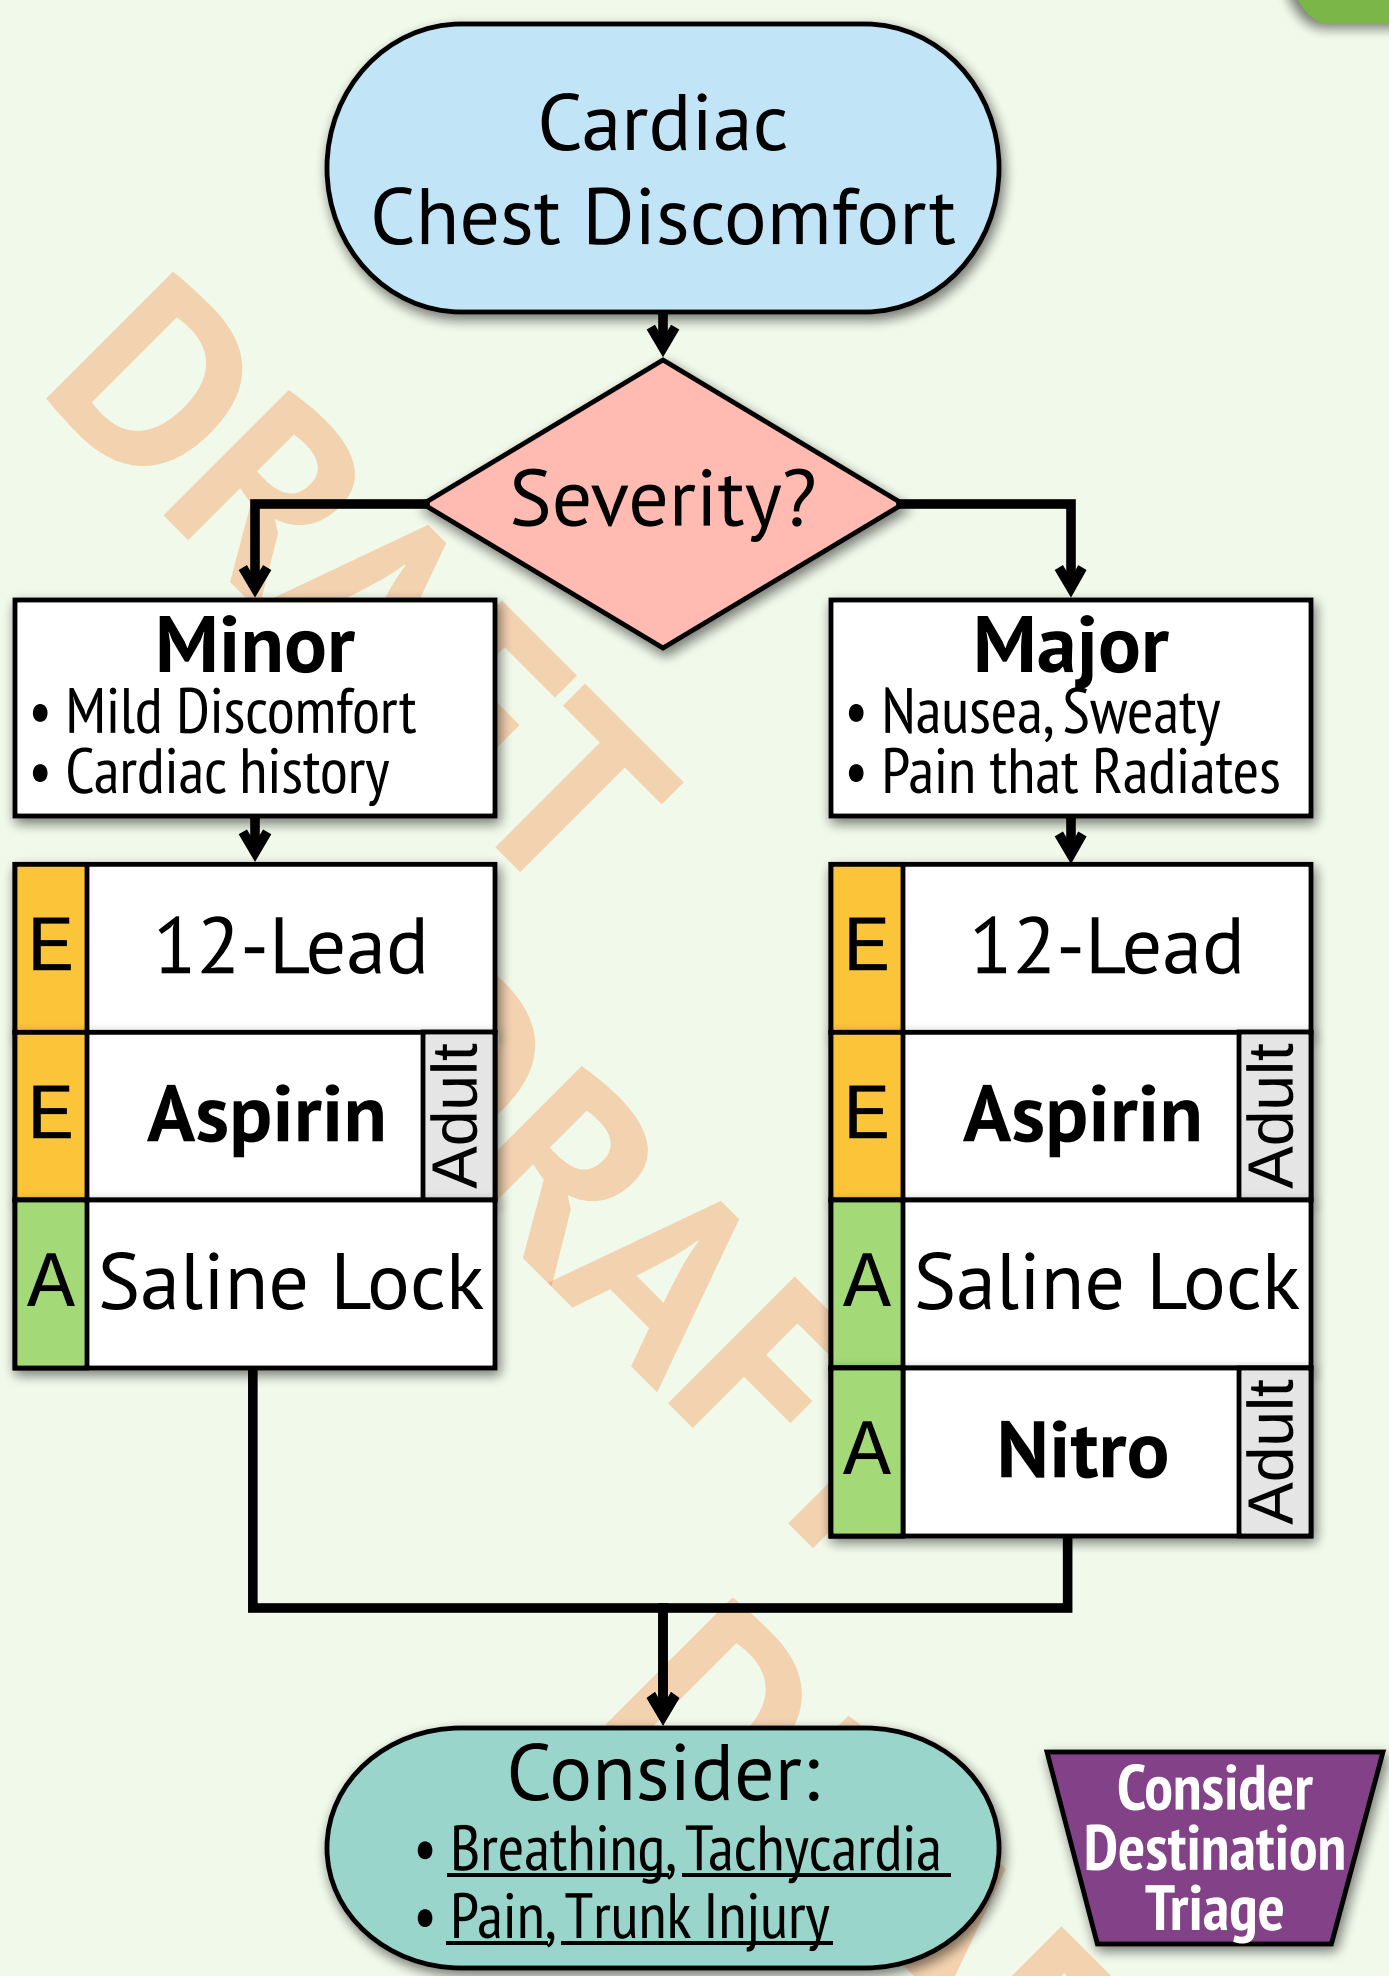 Cardiac
Chest Discomfort
Severity?
Minor
• Mild Discomfort
• Cardiac history
Major
• Nausea, Sweaty
• Pain that Radiates
E
12-Lead
E
Aspirin
Adult
A
Saline Lock
E
12-Lead
E
Aspirin
Adult
A
Saline Lock
A
Nitro
Adult
Consider:
• Breathing, Tachycardia
• Pain, Trunk Injury
Consider
Destination
Triage
DRAFT
DRAFT